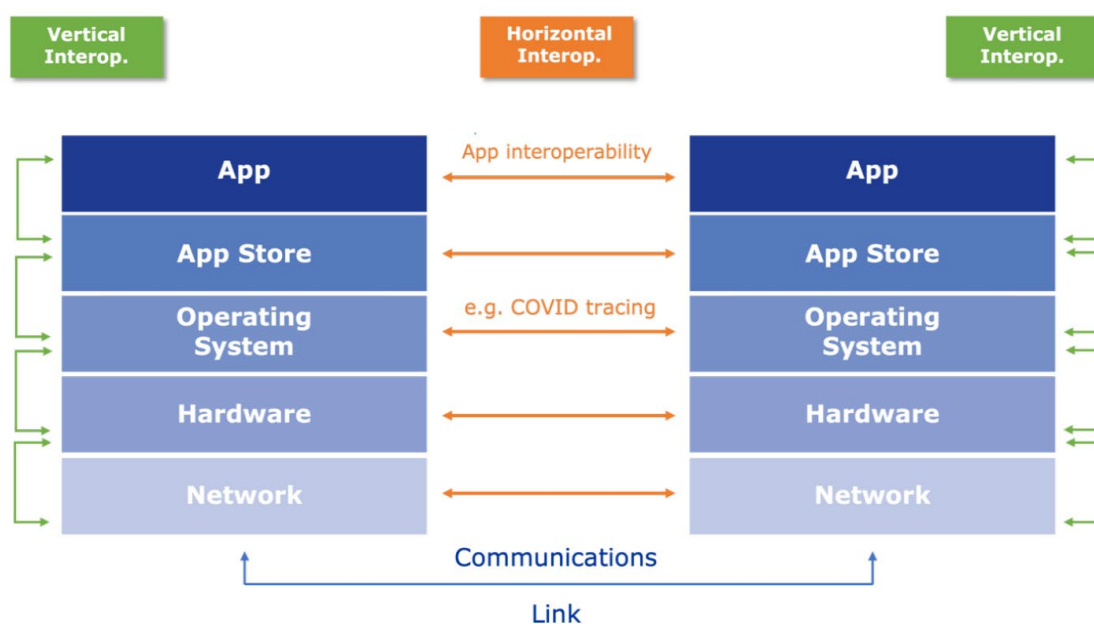 Vertical
Interop.
Horizontal
Interop.
Vertical
Interop.
App
App interoperability
App
App Store
App Store
Operating
System
e.g. COVID tracing
Operating
System
Hardware
Hardware
Network
Network
Communications
Link